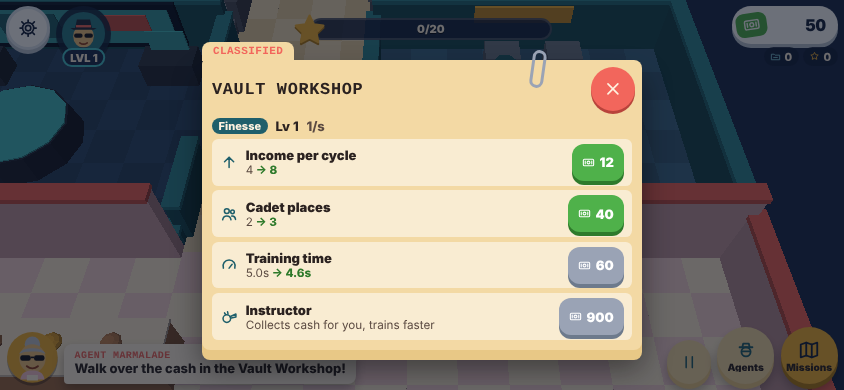 0/20
50
LVL 1
0
0
CLASSIFIED
VAULT WORKSHOP
Finesse Lv 1 1/s
Income per cycle
4 → 8
12
Cadet places
2 → 3
40
Training time
5.0s → 4.6s
60
Instructor
Collects cash for you, trains faster
900
AGENT MARMALADE
Walk over the cash in the Vault Workshop!
Agents
Missions